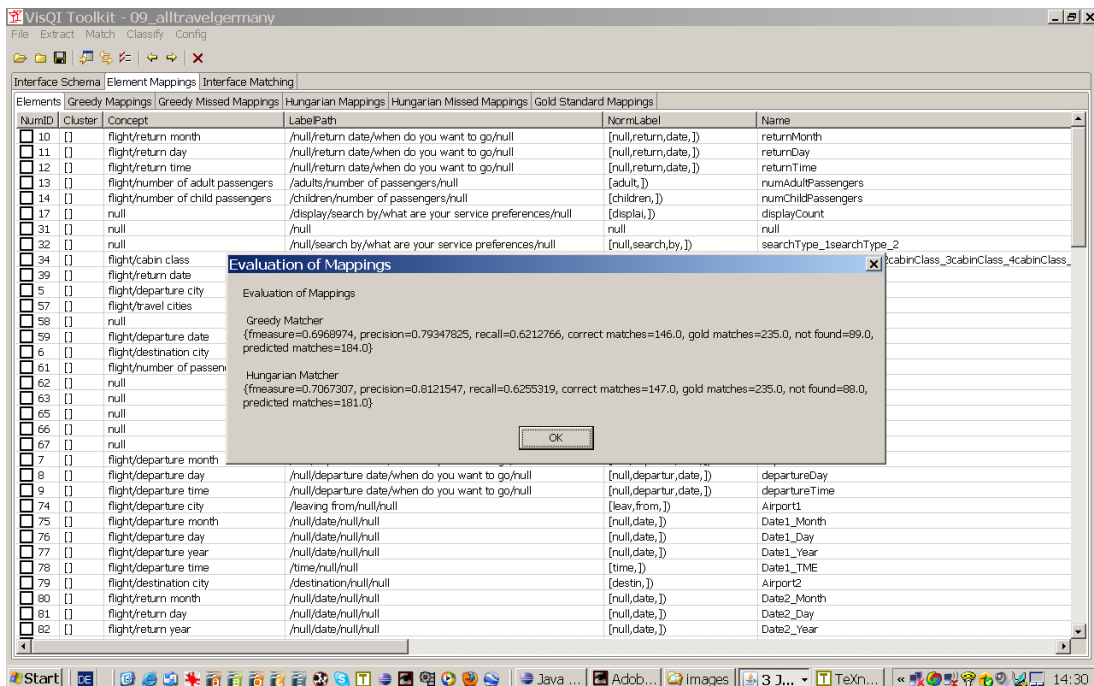 VisQI Toolkit - 09_alltravelgermany
File Extract Match Classify Config
Interface Schema Element Mappings Interface Matching
Elements Greedy Mappings Greedy Missed Mappings Hungarian Mappings Hungarian Missed Mappings Gold Standard Mappings
NumID Cluster Concept LabelPath NormLabel Name
10 [] flight/return month /null/return date/when do you want to go/null [null,return,date,]) returnMonth
11 [] flight/return day /null/return date/when do you want to go/null [null,return,date,]) returnDay
12 [] flight/return time /null/return date/when do you want to go/null [null,return,date,]) returnTime
13 [] flight/number of adult passengers /adults/number of passengers/null [adult,]) numAdultPassengers
14 [] flight/number of child passengers /children/number of passengers/null [children,]) numChildPassengers
17 [] null /display/search by/what are your service preferences/null [displai,]) displayCount
31 [] null /null null null
32 [] null /null/search by/what are your service preferences/null [null,search,by,]) searchType_1searchType_2
34 [] flight/cabin class 2cabinClass_3cabinClass_4cabinClass_
39 [] flight/return date
5 [] flight/departure city
57 [] flight/travel cities
58 [] null
59 [] flight/departure date
6 [] flight/destination city
61 [] flight/number of passen
62 [] null
63 [] null
65 [] null
66 [] null
67 [] null
7 [] flight/departure month
Evaluation of Mappings
Evaluation of Mappings
Greedy Matcher
{fmeasure=0.6968974, precision=0.79347825, recall=0.6212766, correct matches=146.0, gold matches=235.0, not found=89.0,
predicted matches=184.0}
Hungarian Matcher
{fmeasure=0.7067307, precision=0.8121547, recall=0.6255319, correct matches=147.0, gold matches=235.0, not found=88.0,
predicted matches=181.0}
OK
8 [] flight/departure day /null/departure date/when do you want to go/null [null,departur,date,]) departureDay
9 [] flight/departure time /null/departure date/when do you want to go/null [null,departur,date,]) departureTime
74 [] flight/departure city /leaving from/null/null [leav,from,]) Airport1
75 [] flight/departure month /null/date/null/null [null,date,]) Date1_Month
76 [] flight/departure day /null/date/null/null [null,date,]) Date1_Day
77 [] flight/departure year /null/date/null/null [null,date,]) Date1_Year
78 [] flight/departure time /time/null/null [time,]) Date1_TME
79 [] flight/destination city /destination/null/null [destin,]) Airport2
80 [] flight/return month /null/date/null/null [null,date,]) Date2_Month
81 [] flight/return day /null/date/null/null [null,date,]) Date2_Day
82 [] flight/return year /null/date/null/null [null,date,]) Date2_Year
Start DE Java ... Adob... images 3 J... TeXn... 14:30